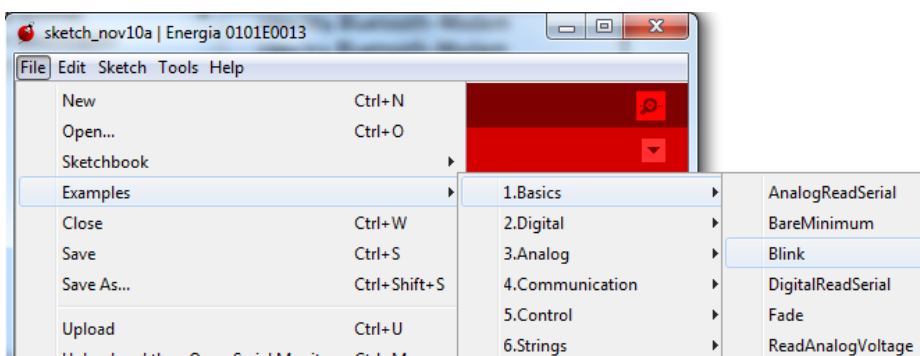 sketch_nov10a | Energia 0101E0013
File Edit Sketch Tools Help
New Ctrl+N
Open... Ctrl+O
Sketchbook
Examples
Close Ctrl+W
Save Ctrl+S
Save As... Ctrl+Shift+S
Upload Ctrl+U
1.Basics
2.Digital
3.Analog
4.Communication
5.Control
6.Strings
AnalogReadSerial
BareMinimum
Blink
DigitalReadSerial
Fade
ReadAnalogVoltage